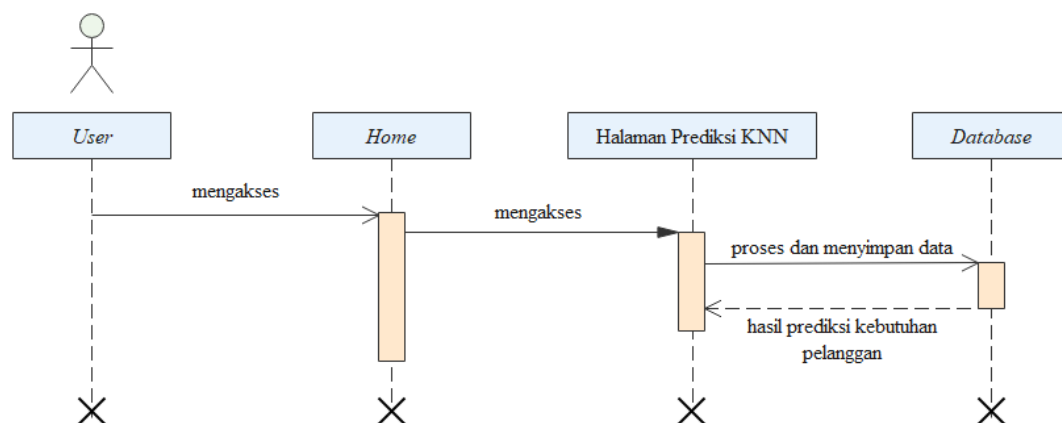 User
Home
Halaman Prediksi KNN
Database
mengakses
mengakses
proses dan menyimpan data
hasil prediksi kebutuhan
pelanggan